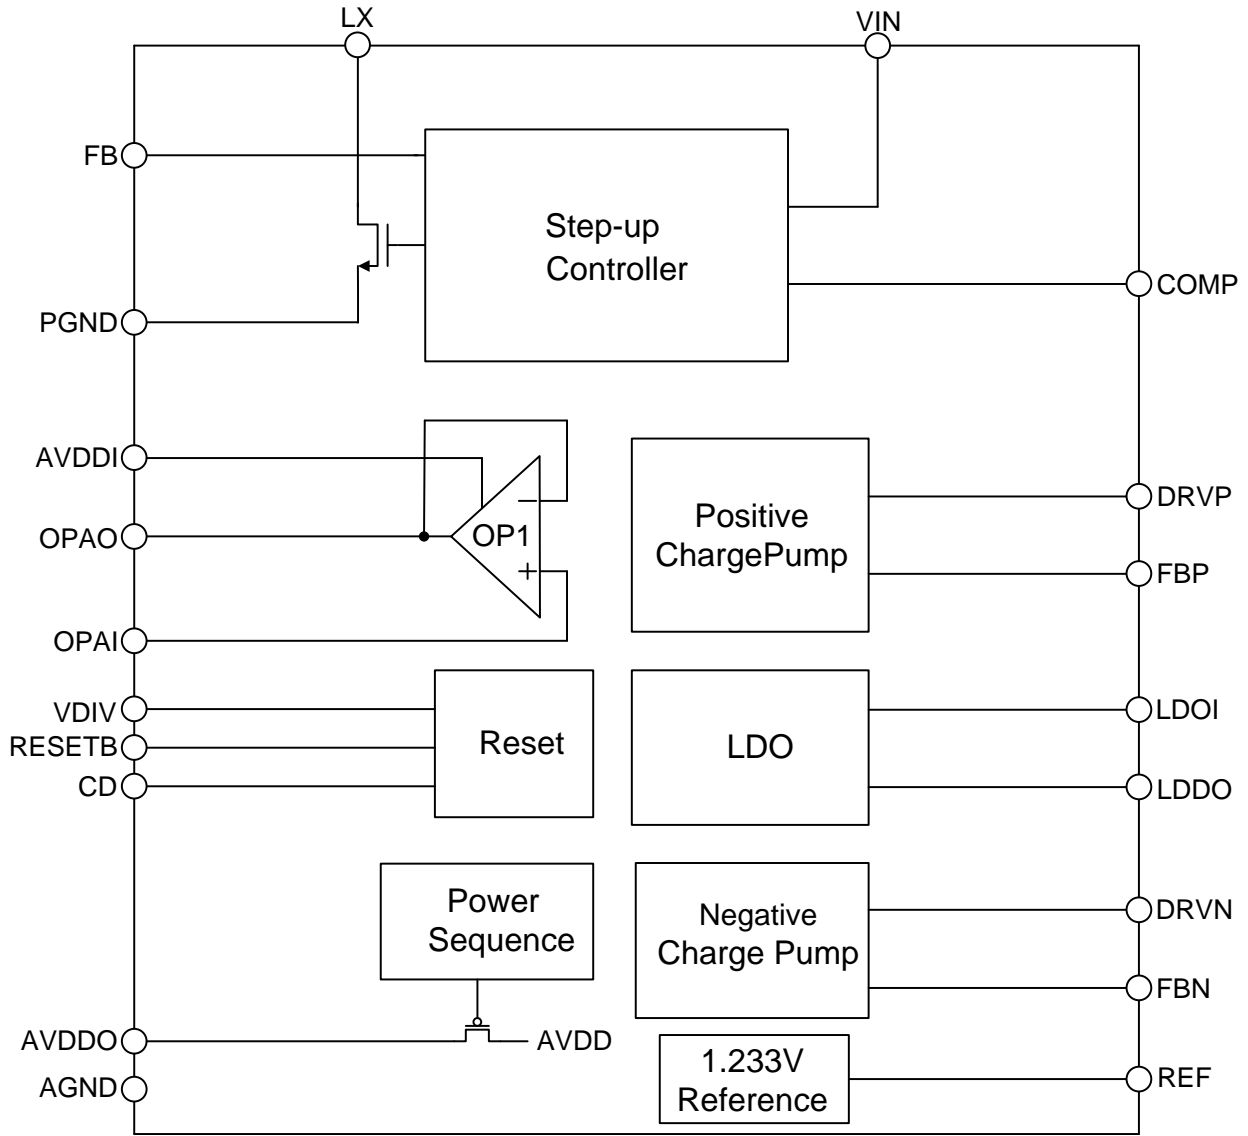 LX
VIN
FB
Step-up
Controller
COMP
PGND
AVDDI
OPAO
OP1
−
+
OPAI
Positive
ChargePump
DRVP
FBP
VDIV
RESETB
CD
Reset
LDO
LDOI
LDDO
Power
Sequence
Negative
Charge Pump
DRVN
FBN
AVDDO
AVDD
AGND
1.233V
Reference
REF